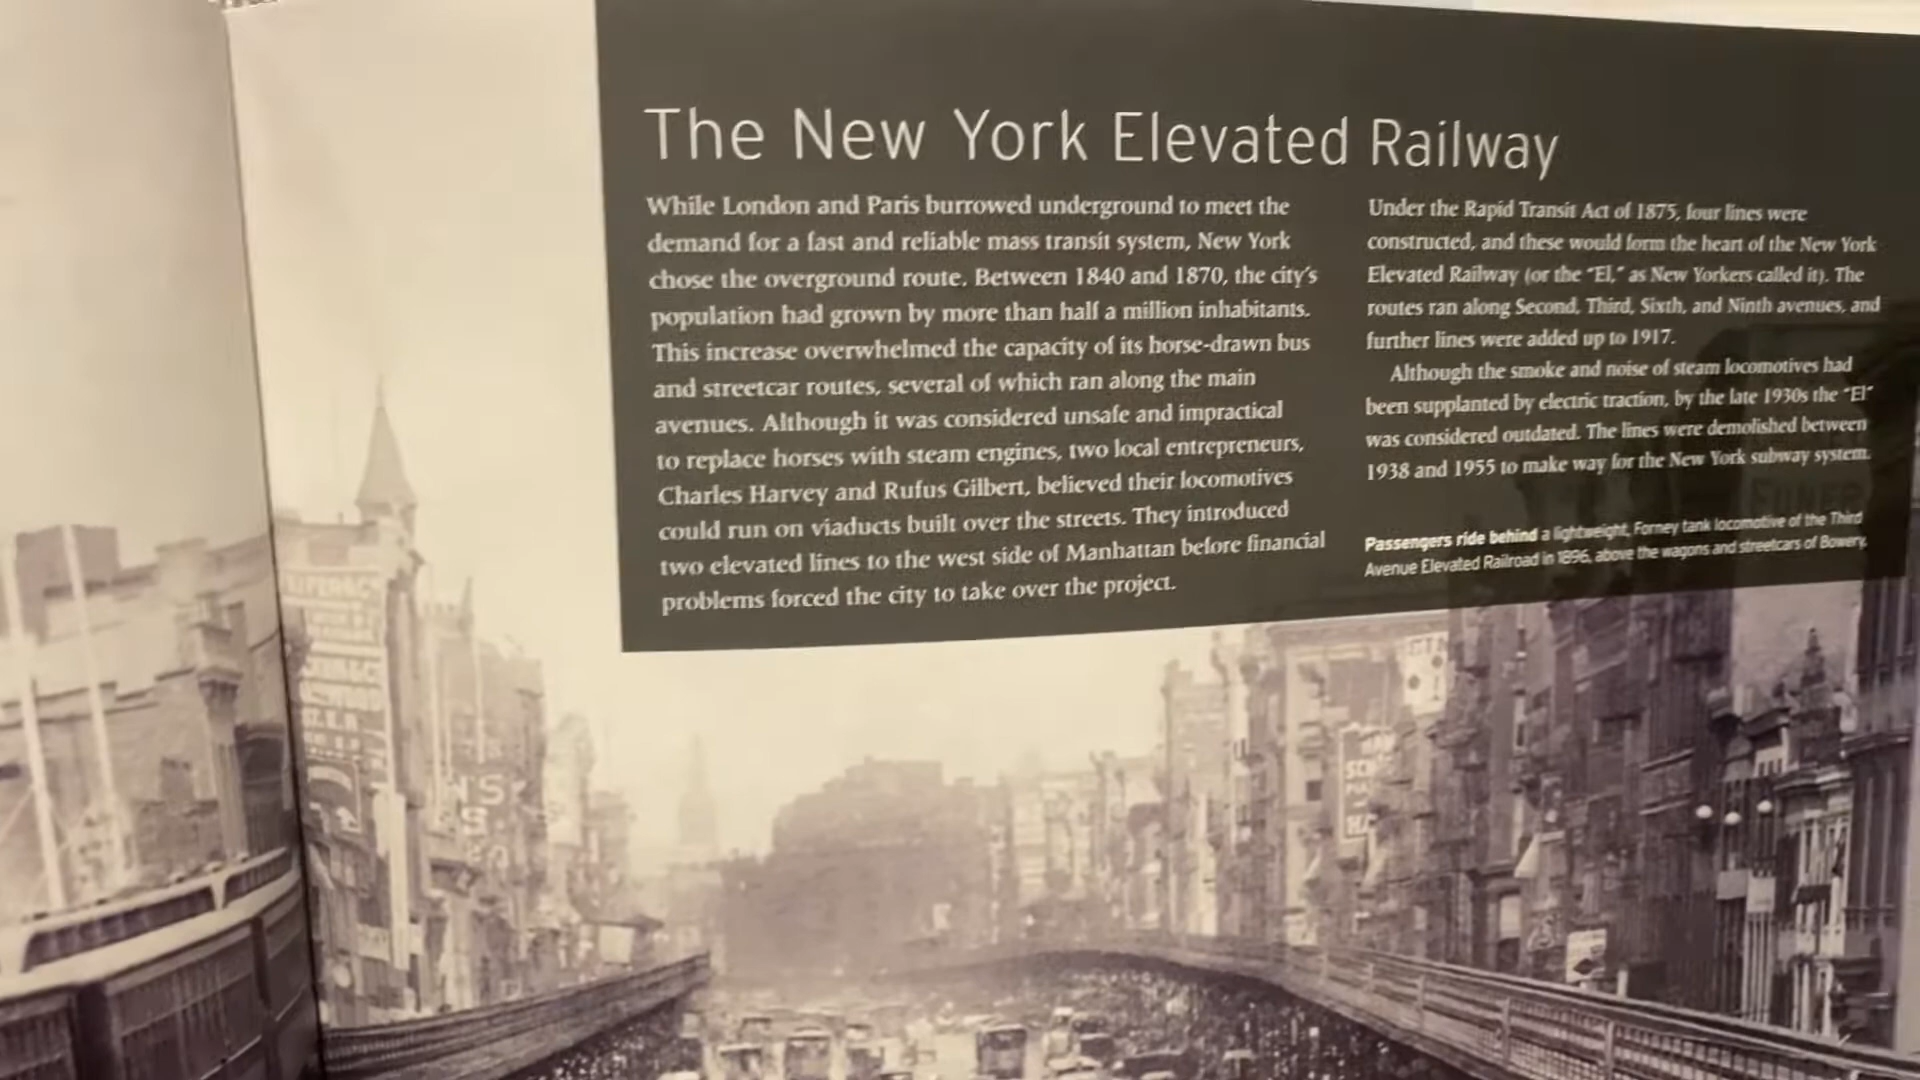 The New York Elevated Railway
While London and Paris burrowed underground to meet the
demand for a fast and reliable mass transit system, New York
chose the overground route. Between 1840 and 1870, the city's
population had grown by more than half a million inhabitants.
This increase overwhelmed the capacity of its horse-drawn bus
and streetcar routes, several of which ran along the main
avenues. Although it was considered unsafe and impractical
to replace horses with steam engines, two local entrepreneurs,
Charles Harvey and Rufus Gilbert, believed their locomotives
could run on viaducts built over the streets. They introduced
two elevated lines to the west side of Manhattan before financial
problems forced the city to take over the project.
Under the Rapid Transit Act of 1875, four lines were
constructed, and these would form the heart of the New York
Elevated Railway (or the "El," as New Yorkers called it). The
routes ran along Second, Third, Sixth, and Ninth avenues, and
further lines were added up to 1917.
Although the smoke and noise of steam locomotives had
been supplanted by electric traction, by the late 1930s the "El"
was considered outdated. The lines were demolished between
1938 and 1955 to make way for the New York subway system.
Passengers ride behind a lightweight, Forney tank locomotive of the Third
Avenue Elevated Railroad in 1896, above the wagons and streetcars of Bowery.